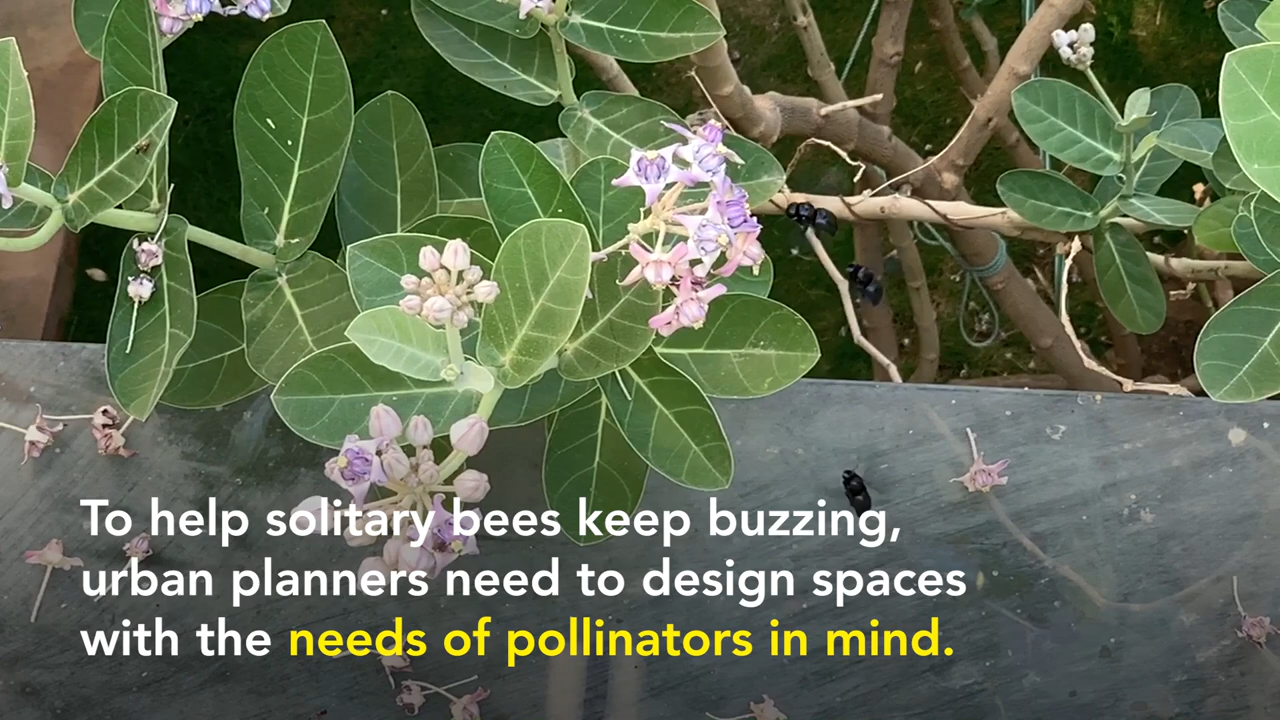 To help solitary bees keep buzzing,
urban planners need to design spaces
with the needs of pollinators in mind.